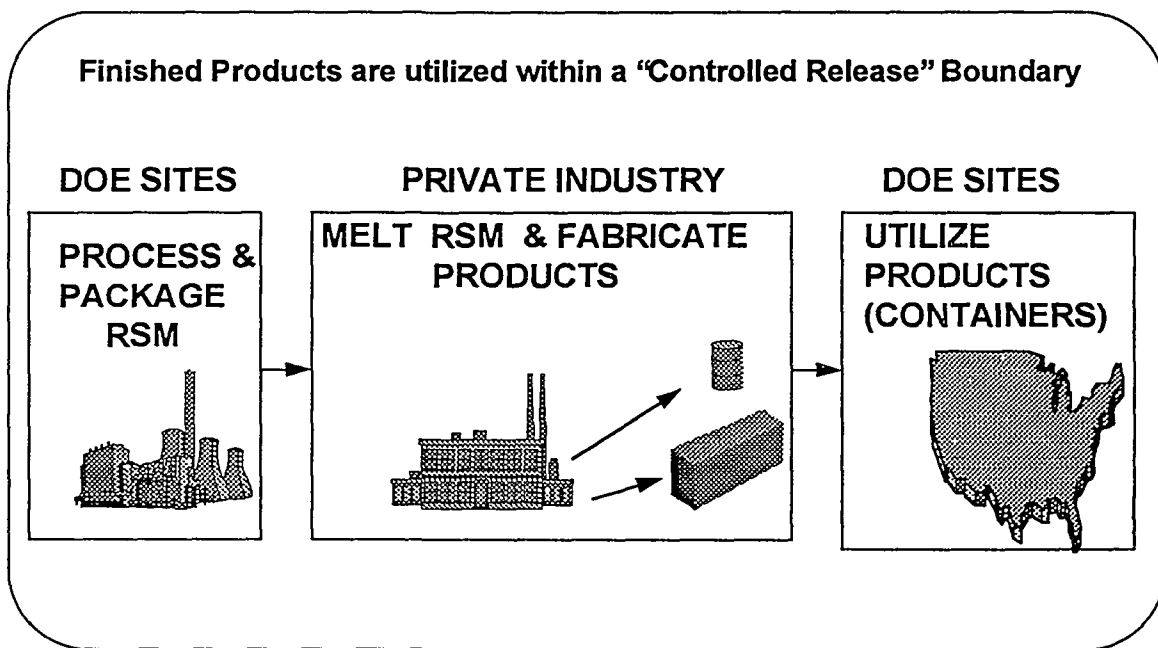 Finished Products are utilized within a “Controlled Release” Boundary
DOE SITES
PROCESS &
PACKAGE
RSM
PRIVATE INDUSTRY
MELT RSM & FABRICATE
PRODUCTS
DOE SITES
UTILIZE
PRODUCTS
(CONTAINERS)